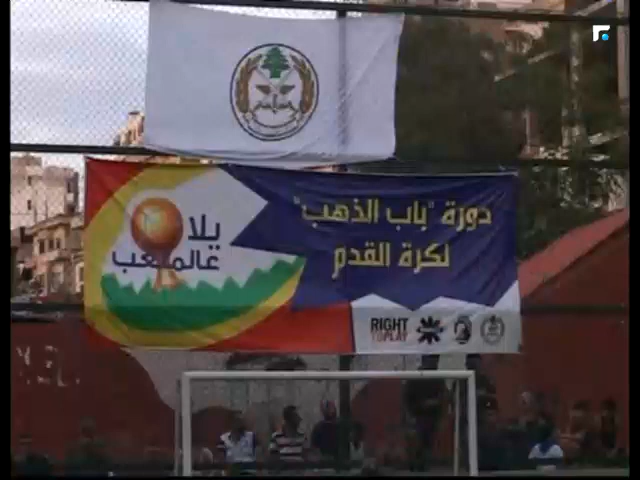 دورة "باب الذهب"
لكرة القدم
يلا
عالملعب
RIGHT
TO PLAY